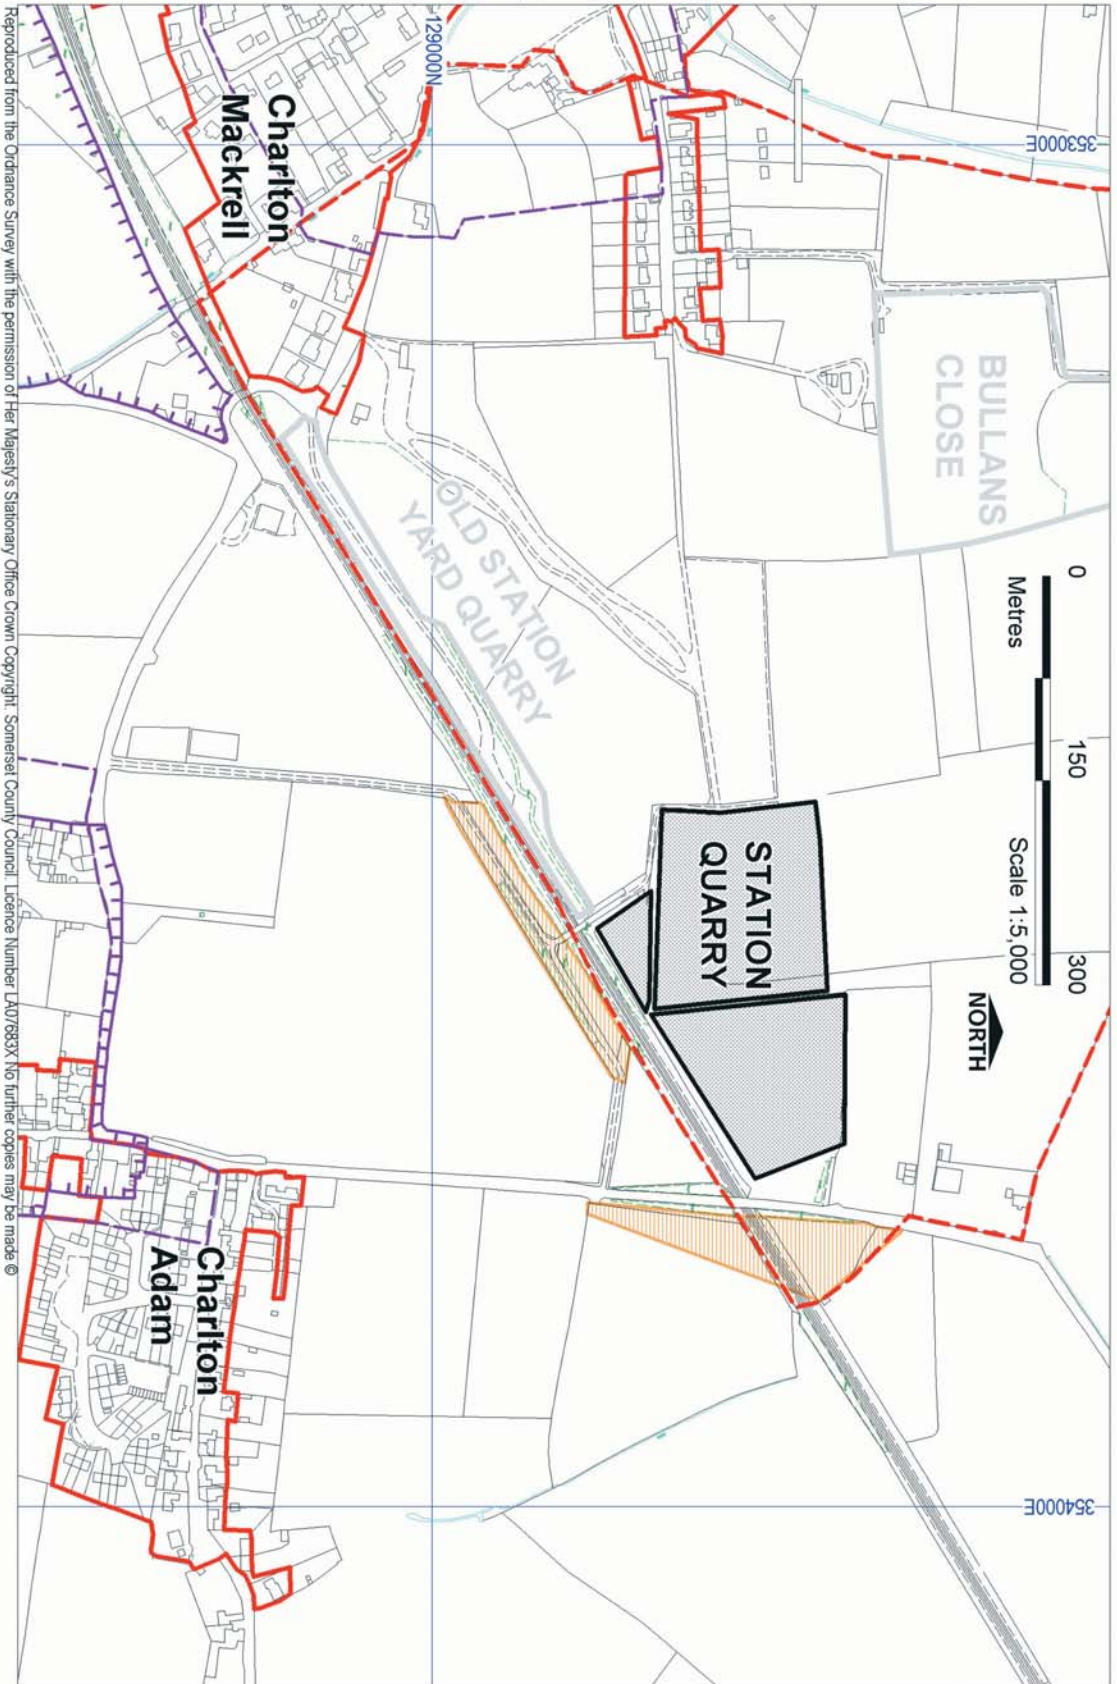 BULLANS
CLOSE
0
150
300
Metres
Scale 1:5,000
NORTH
353000E
354000E
129000N
STATION
QUARRY
OLD STATION
YARD QUARRY
Charlton
Mackrell
Charlton
Adam
Reproduced from the Ordnance Survey with the permission of Her Majesty's Stationary Office Crown Copyright. Somerset County Council. Licence Number LA07683X No further copies may be made ©